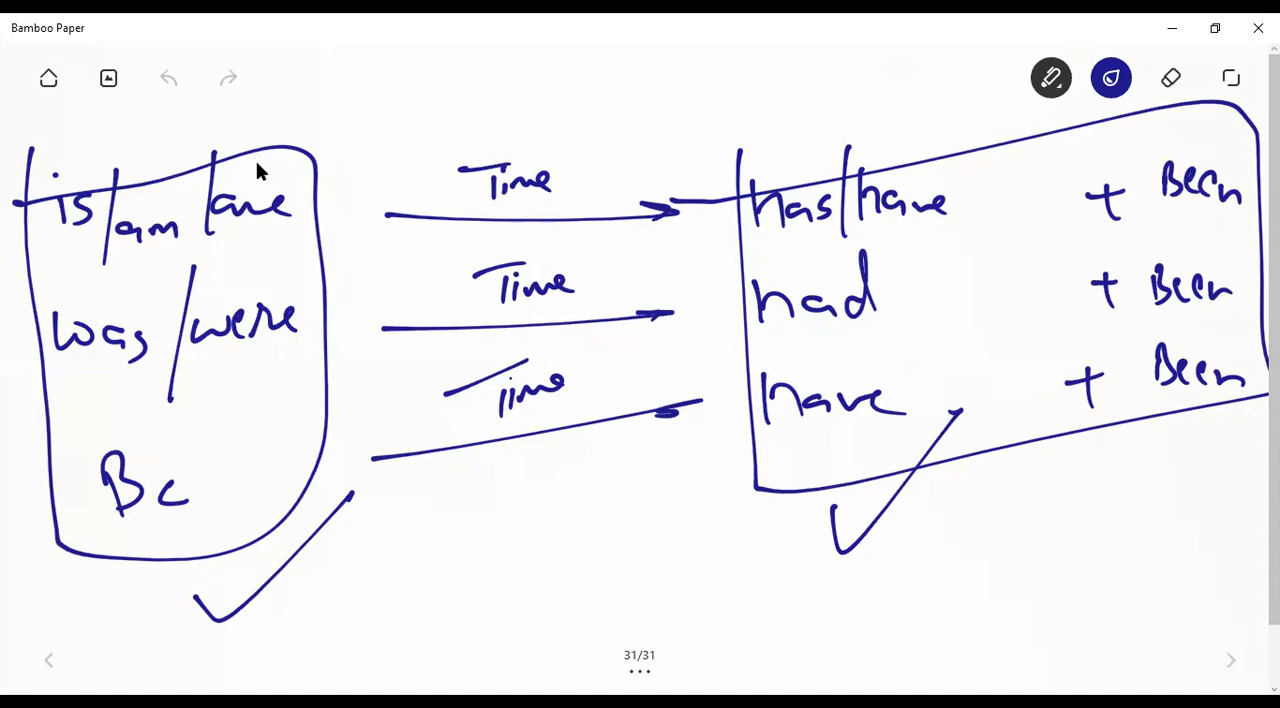 Bamboo Paper
is/am/are Time has/have + Been
was/were Time had + Been
Be Time have + Been
31/31